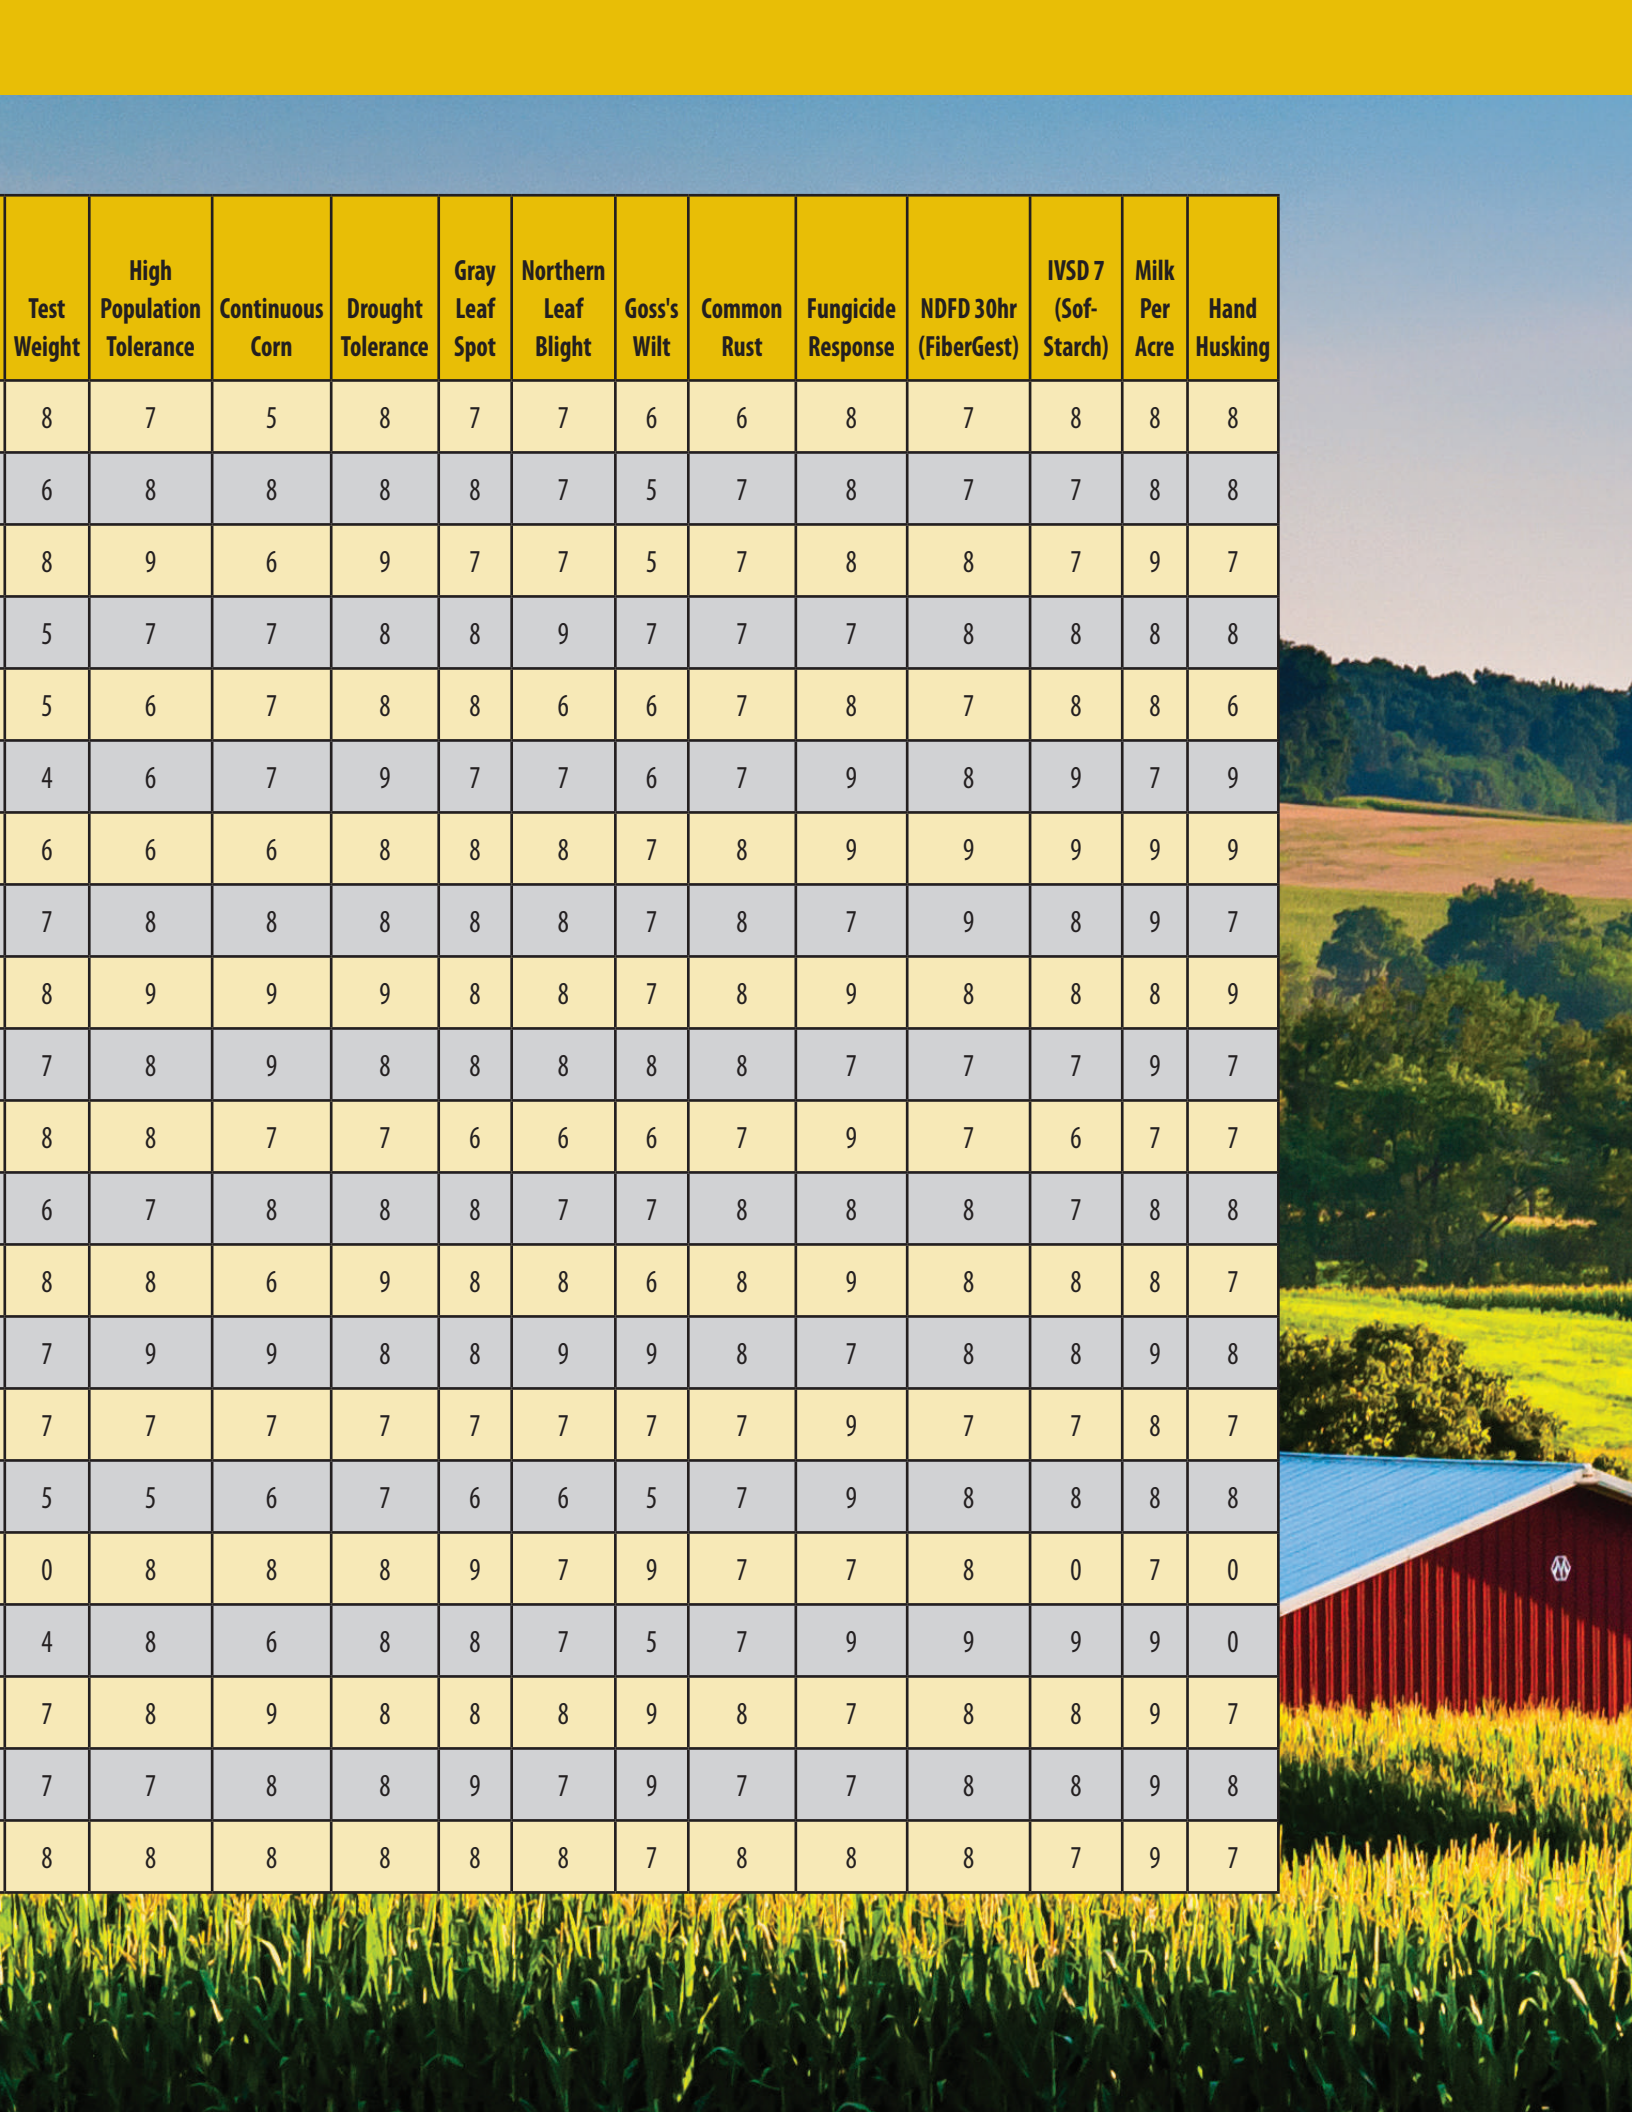 Test Weight High Population Tolerance Continuous Corn Drought Tolerance Gray Leaf Spot Northern Leaf Blight Goss's Wilt Common Rust Fungicide Response NDFD 30hr (FiberGest) IVSD 7 (Sof-Starch) Milk Per Acre Hand Husking
8 7 5 8 7 7 6 6 8 7 8 8 8
6 8 8 8 8 7 5 7 8 7 7 8 8
8 9 6 9 7 7 5 7 8 8 7 9 7
5 7 7 8 8 9 7 7 7 8 8 8 8
5 6 7 8 8 6 6 7 8 7 8 8 6
4 6 7 9 7 7 6 7 9 8 9 7 9
6 6 6 8 8 8 7 8 9 9 9 9 9
7 8 8 8 8 8 7 8 7 9 8 9 7
8 9 9 9 8 8 7 8 9 8 8 8 9
7 8 9 8 8 8 8 8 7 7 7 9 7
8 8 7 7 6 6 6 7 9 7 6 7 7
6 7 8 8 8 7 7 8 8 8 7 8 8
8 8 6 9 8 8 6 8 9 8 8 8 7
7 9 9 8 8 9 9 8 7 8 8 9 8
7 7 7 7 7 7 7 7 9 7 7 8 7
5 5 6 7 6 6 5 7 9 8 8 8 8
0 8 8 8 9 7 9 7 7 8 0 7 0
4 8 6 8 8 7 5 7 9 9 9 9 0
7 8 9 8 8 8 9 8 7 8 8 9 7
7 7 8 8 9 7 9 7 7 8 8 9 8
8 8 8 8 8 8 7 8 8 8 7 9 7